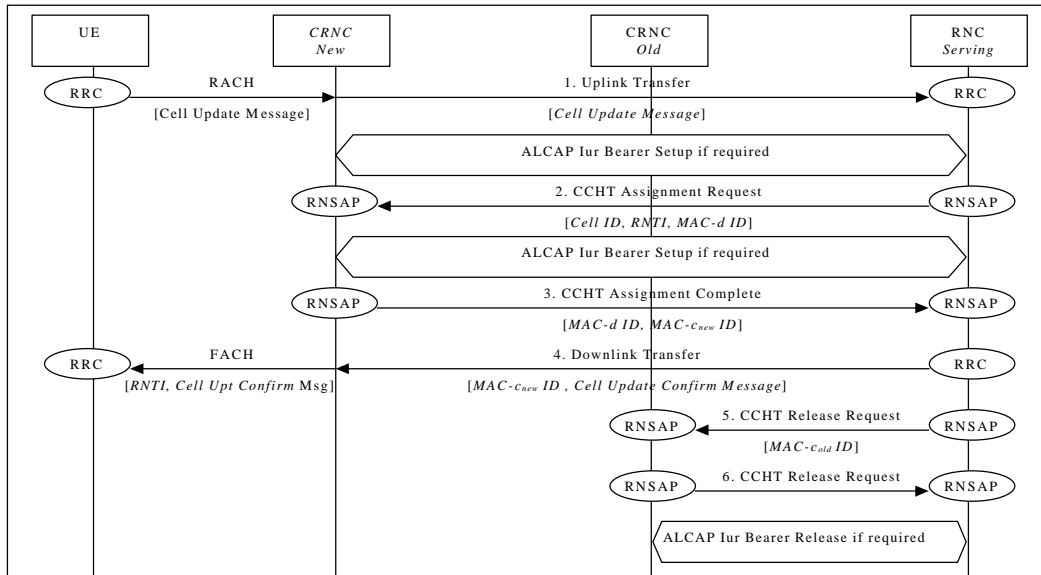 UE CRNC CRNC RNC
New Old Serving
RACH 1. Uplink Transfer
RRC RRC
[Cell Update Message] [Cell Update Message]
ALCAP Iur Bearer Setup if required
2. CCHT Assignment Request
RNSAP RNSAP
[Cell ID, RNTI, MAC-d ID]
ALCAP Iur Bearer Setup if required
3. CCHT Assignment Complete
RNSAP RNSAP
[MAC-d ID, MAC-cnew ID]
FACH 4. Downlink Transfer
RRC RRC
[RNTI, Cell Upt Confirm Msg] [MAC-cnew ID , Cell Update Confirm Message]
5. CCHT Release Request
RNSAP RNSAP
[MAC-cold ID]
6. CCHT Release Request
RNSAP RNSAP
ALCAP Iur Bearer Release if required